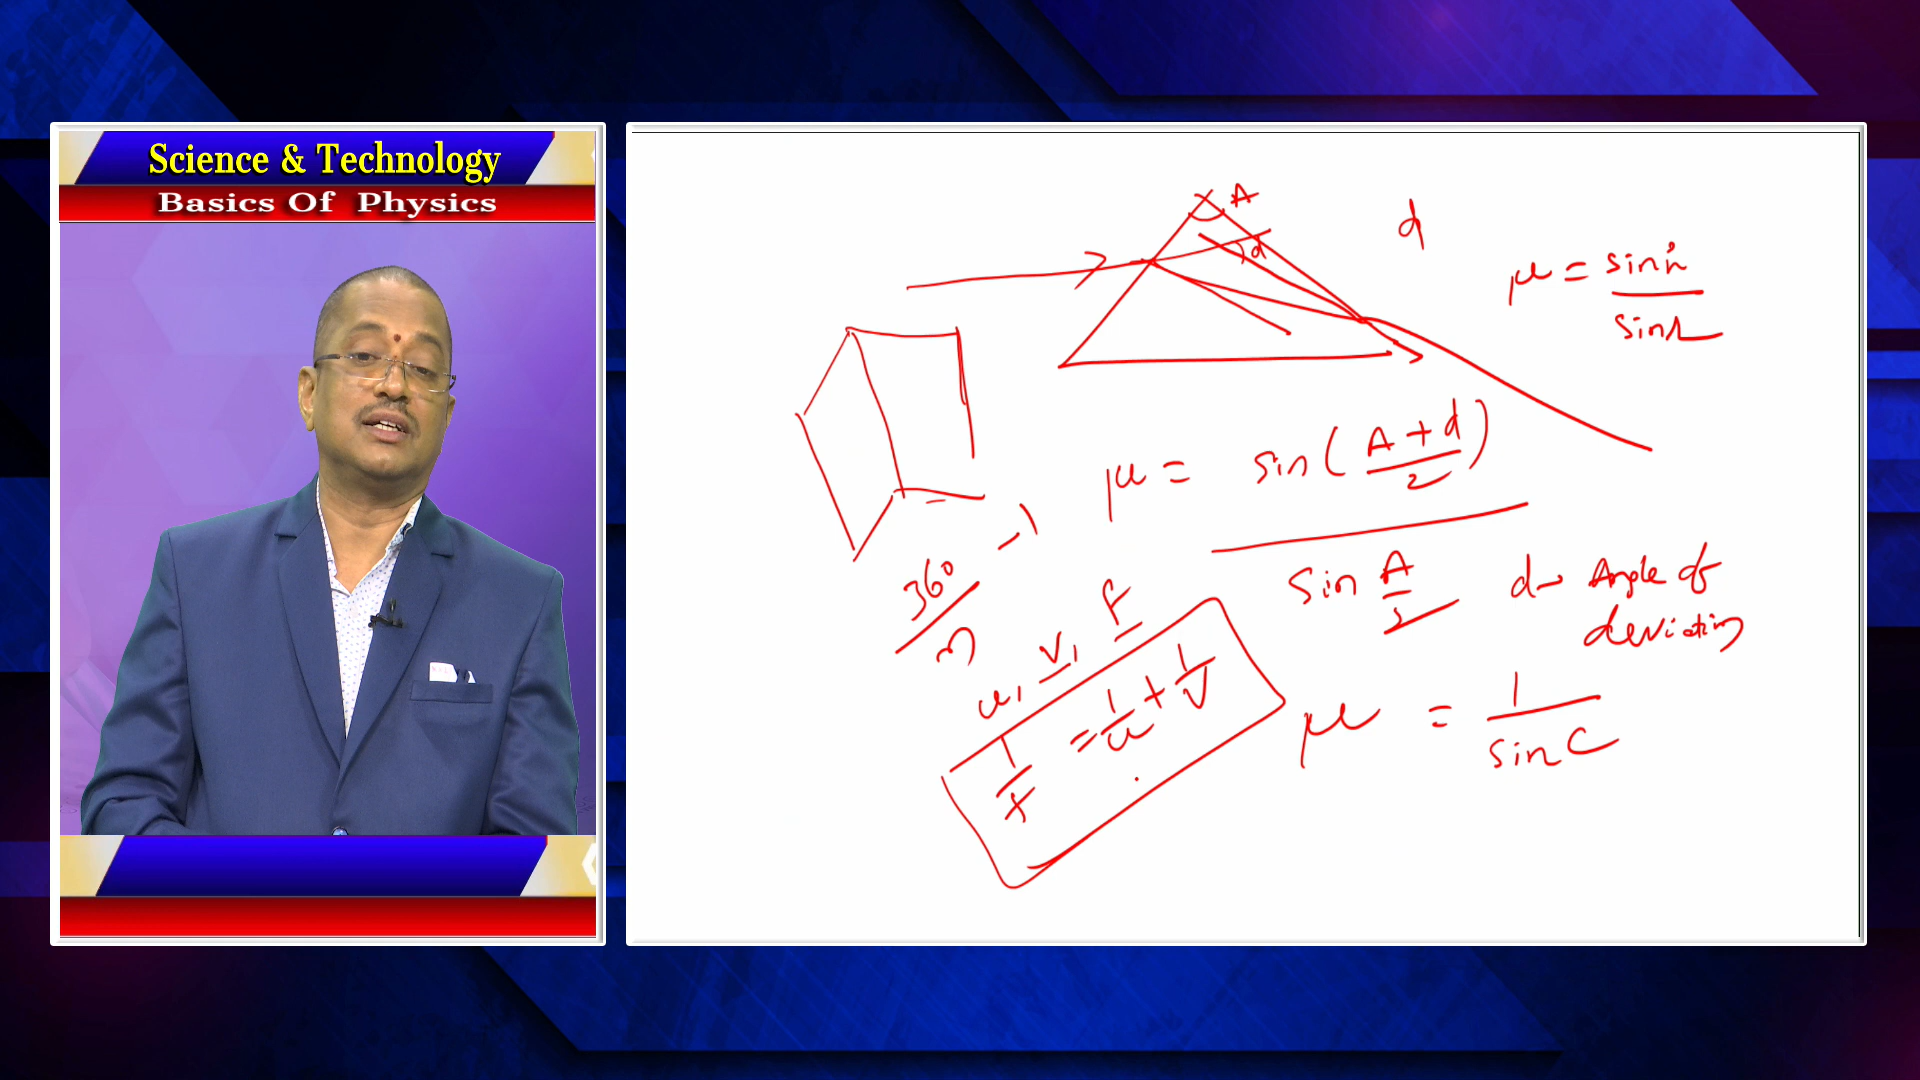 Science & Technology
Basics Of Physics
A
d
d
μ = sin i / sin r
μ = sin ( A + d / 2 )
sin A / 2
360° / n - 1
d → Angle of
deviation
u, v, f
1/f = 1/u + 1/v
μ = 1 / sin C